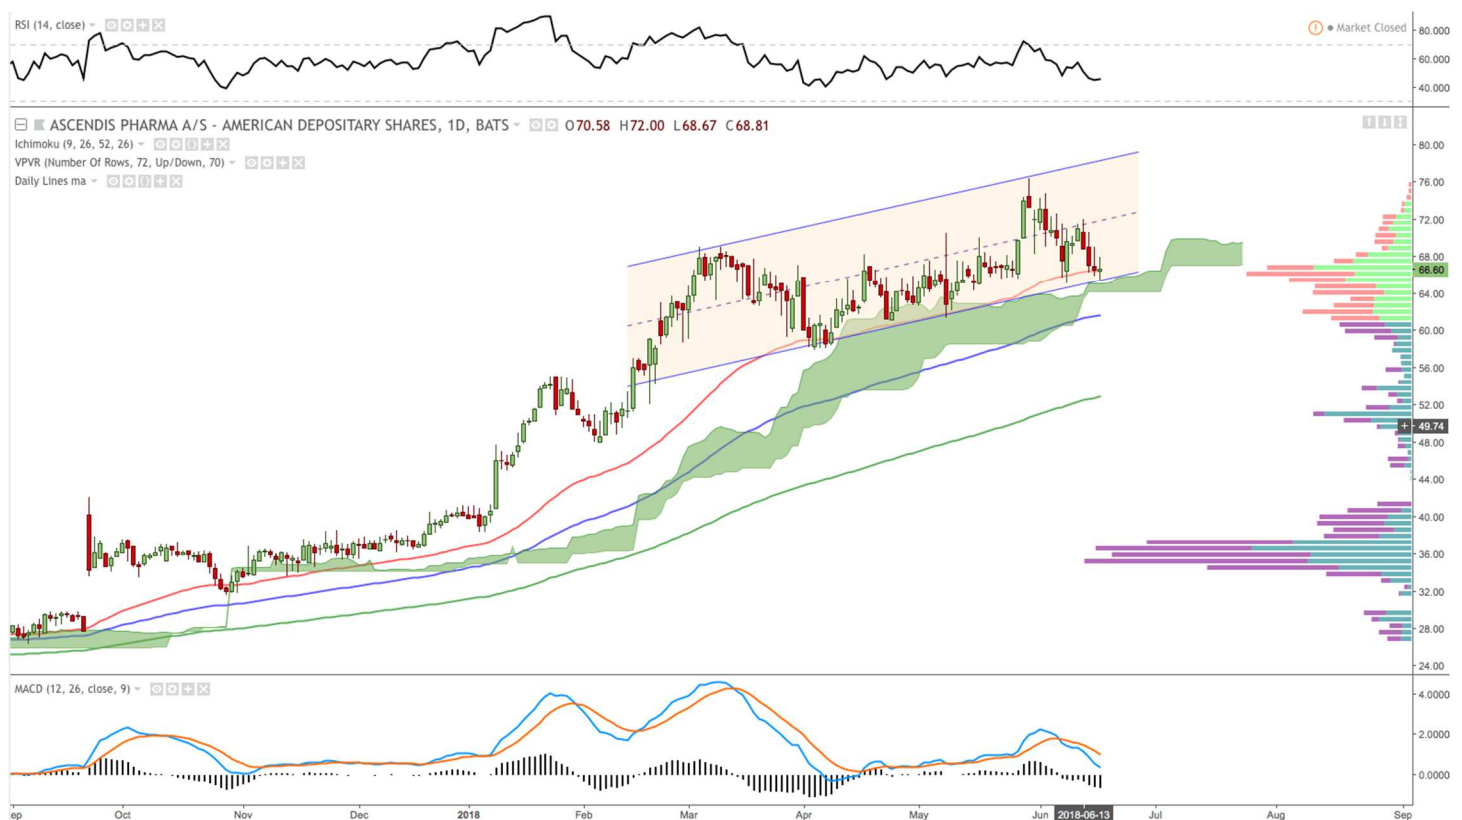 RSI (14, close)
Market Closed
80.000
60.000
40.000
ASCENDIS PHARMA A/S - AMERICAN DEPOSITARY SHARES, 1D, BATS O70.58 H72.00 L68.67 C68.81
Ichimoku (9, 26, 52, 26)
VPVR (Number Of Rows, 72, Up/Down, 70)
Daily Lines ma
80.00
76.00
72.00
68.00
66.60
64.00
60.00
56.00
52.00
49.74
48.00
44.00
40.00
36.00
32.00
28.00
24.00
MACD (12, 26, close, 9)
4.0000
2.0000
0.0000
ep Oct Nov Dec 2018 Feb Mar Apr May Jun 2018-06-13 Jul Aug Sep